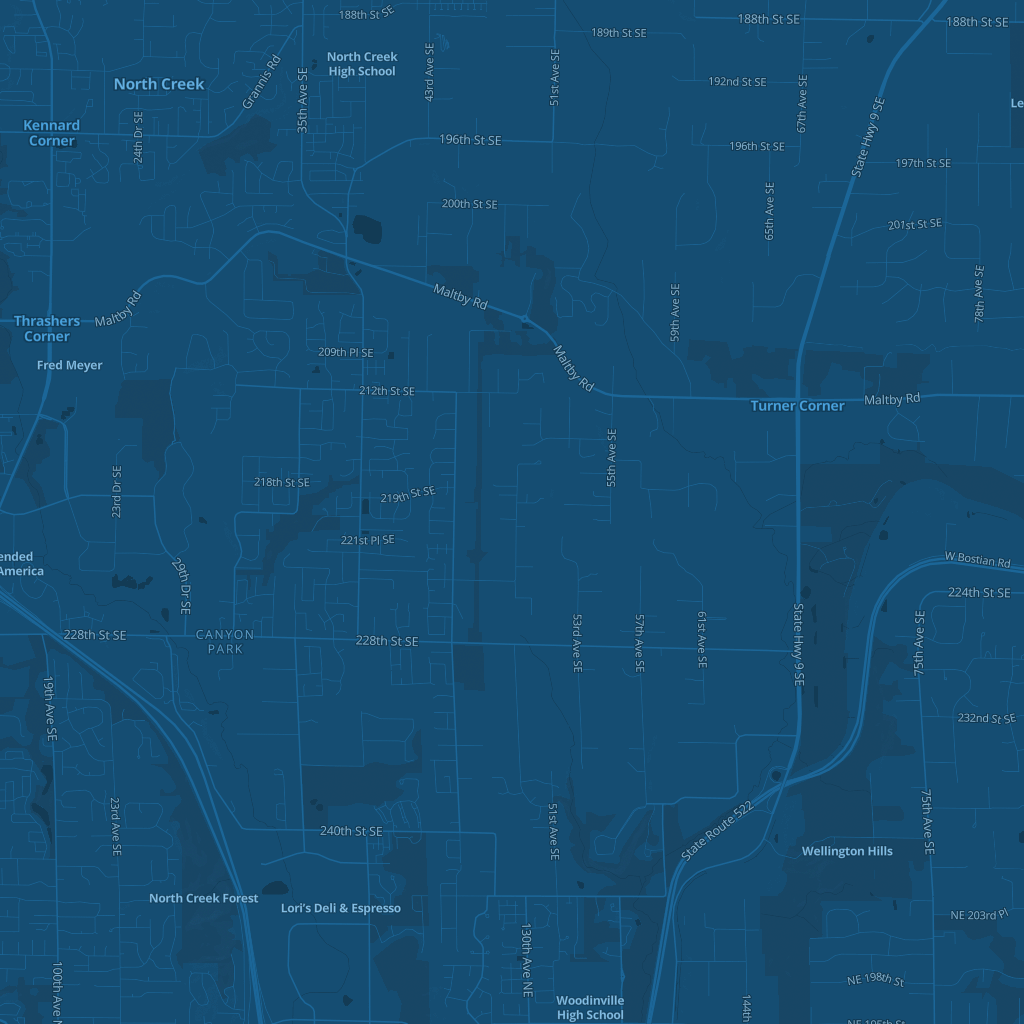 188th St SE
188th St SE
188th St SE
189th St SE
North Creek
High School
43rd Ave SE
51st Ave SE
Grannis Rd
35th Ave SE
North Creek
192nd St SE
67th Ave SE
Le
State Hwy 9 SE
Kennard
Corner
24th Dr SE
196th St SE
196th St SE
197th St SE
200th St SE
65th Ave SE
201st St SE
78th Ave SE
59th Ave SE
Maltby Rd
Maltby Rd
Thrashers
Corner
Fred Meyer
209th Pl SE
Maltby Rd
212th St SE
Turner Corner
Maltby Rd
55th Ave SE
23rd Dr SE
218th St SE
219th St SE
221st Pl SE
ended
America
29th Dr SE
W Bostian Rd
224th St SE
228th St SE
CANYON
PARK
228th St SE
53rd Ave SE
57th Ave SE
61st Ave SE
State Hwy 9 SE
75th Ave SE
19th Ave SE
232nd St SE
23rd Ave SE
240th St SE
51st Ave SE
State Route 522
75th Ave SE
Wellington Hills
North Creek Forest
Lori's Deli & Espresso
NE 203rd Pl
130th Ave NE
100th Ave N
NE 198th St
Woodinville
High School
144th
NE 195th St